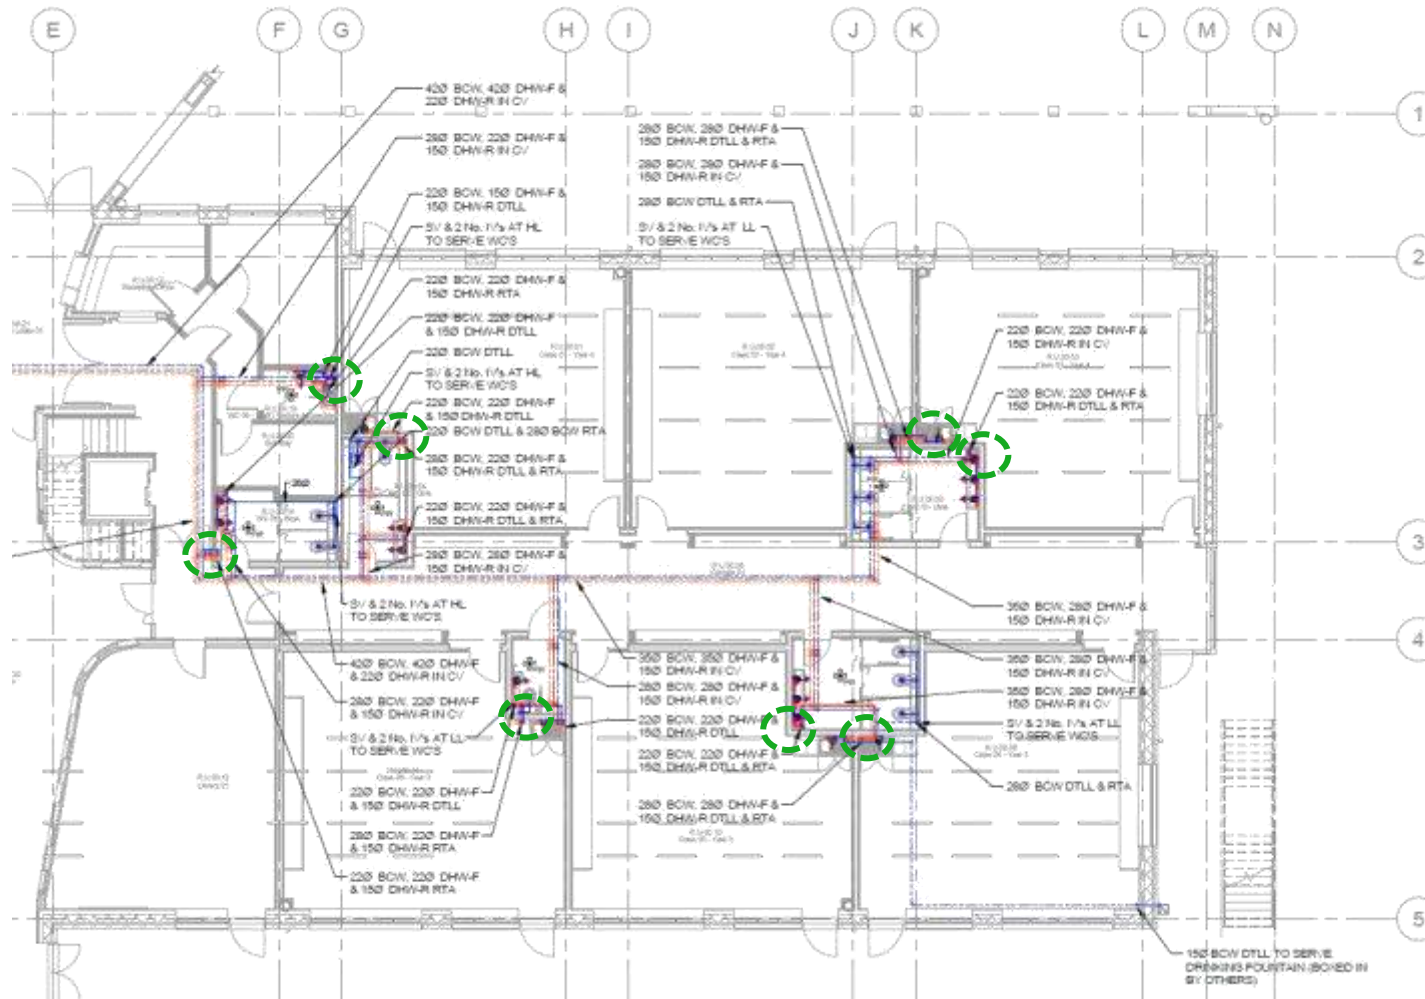 E F G H I J K L M N
1
2
3
4
5
42Ø BCW, 42Ø DHW-F &
22Ø DHW-R IN C/
28Ø BCW, 22Ø DHW-F &
15Ø DHW-R IN C/
22Ø BCW, 15Ø DHW-F &
15Ø DHW-R DTLL
SV & 2 No. IV's AT HL
TO SERVE WC'S
22Ø BCW, 22Ø DHW-F &
15Ø DHW-R RTA
22Ø BCW, 22Ø DHW-F
& 15Ø DHW-R DTLL
22Ø BCW DTLL
SV & 2 No. IV's AT HL
TO SERVE WC'S
22Ø BCW, 22Ø DHW-F
& 15Ø DHW-R DTLL
22Ø BCW DTLL & 28Ø BCW RTA
28Ø BCW, 22Ø DHW-F &
15Ø DHW-R DTLL & RTA
22Ø BCW, 22Ø DHW-F &
15Ø DHW-R DTLL & RTA
28Ø BCW, 28Ø DHW-F &
15Ø DHW-R IN C/
SV & 2 No. IV's AT HL
TO SERVE WC'S
42Ø BCW, 42Ø DHW-F
& 22Ø DHW-R IN C/
28Ø BCW, 22Ø DHW-F
& 15Ø DHW-R IN C/
SV & 2 No. IV's AT LL
TO SERVE WC'S
22Ø BCW, 22Ø DHW-F
& 15Ø DHW-R DTLL
28Ø BCW, 22Ø DHW-F
& 15Ø DHW-R RTA
22Ø BCW, 22Ø DHW-F
& 15Ø DHW-R RTA
28Ø BCW, 28Ø DHW-F &
15Ø DHW-R DTLL & RTA
28Ø BCW, 28Ø DHW-F &
15Ø DHW-R IN C/
28Ø BCW DTLL & RTA
SV & 2 No. IV's AT LL
TO SERVE WC'S
22Ø BCW, 22Ø DHW-F &
15Ø DHW-R IN C/
22Ø BCW, 22Ø DHW-F &
15Ø DHW-R DTLL & RTA
35Ø BCW, 28Ø DHW-F &
15Ø DHW-R IN C/
35Ø BCW, 35Ø DHW-F &
15Ø DHW-R IN C/
28Ø BCW, 28Ø DHW-F &
15Ø DHW-R IN C/
22Ø BCW, 22Ø DHW-F &
15Ø DHW-R DTLL
22Ø BCW, 22Ø DHW-F &
15Ø DHW-R DTLL & RTA
28Ø BCW, 28Ø DHW-F &
15Ø DHW-R DTLL & RTA
35Ø BCW, 28Ø DHW-F &
15Ø DHW-R IN C/
35Ø BCW, 28Ø DHW-F &
15Ø DHW-R IN C/
SV & 2 No. IV's AT LL
TO SERVE WC'S
28Ø BCW DTLL & RTA
15Ø BCW DTLL TO SERVE
DRINKING FOUNTAIN (BOXED IN
BY OTHERS)